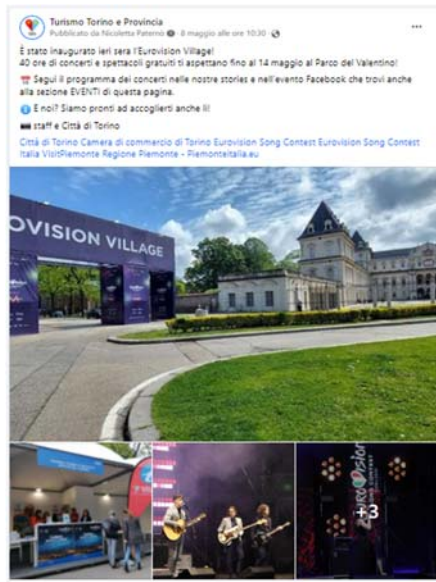 Turismo Torino e Provincia
Pubblicato da Nicoletta Paternò · 8 maggio alle ore 10:30 ·
È stato inaugurato ieri sera l'Eurovision Village!
40 ore di concerti e spettacoli gratuiti ti aspettano fino al 14 maggio al Parco del Valentino!
Segui il programma dei concerti nelle nostre stories e nell'evento Facebook che trovi anche
alla sezione EVENTI di questa pagina.
E noi? Siamo pronti ad accoglierti anche lì!
staff e Città di Torino
Città di Torino Camera di commercio di Torino Eurovision Song Contest Eurovision Song Contest
Italia VisitPiemonte Regione Piemonte - Piemonteitalia.eu
OVISION VILLAGE
EUROVISION
+3